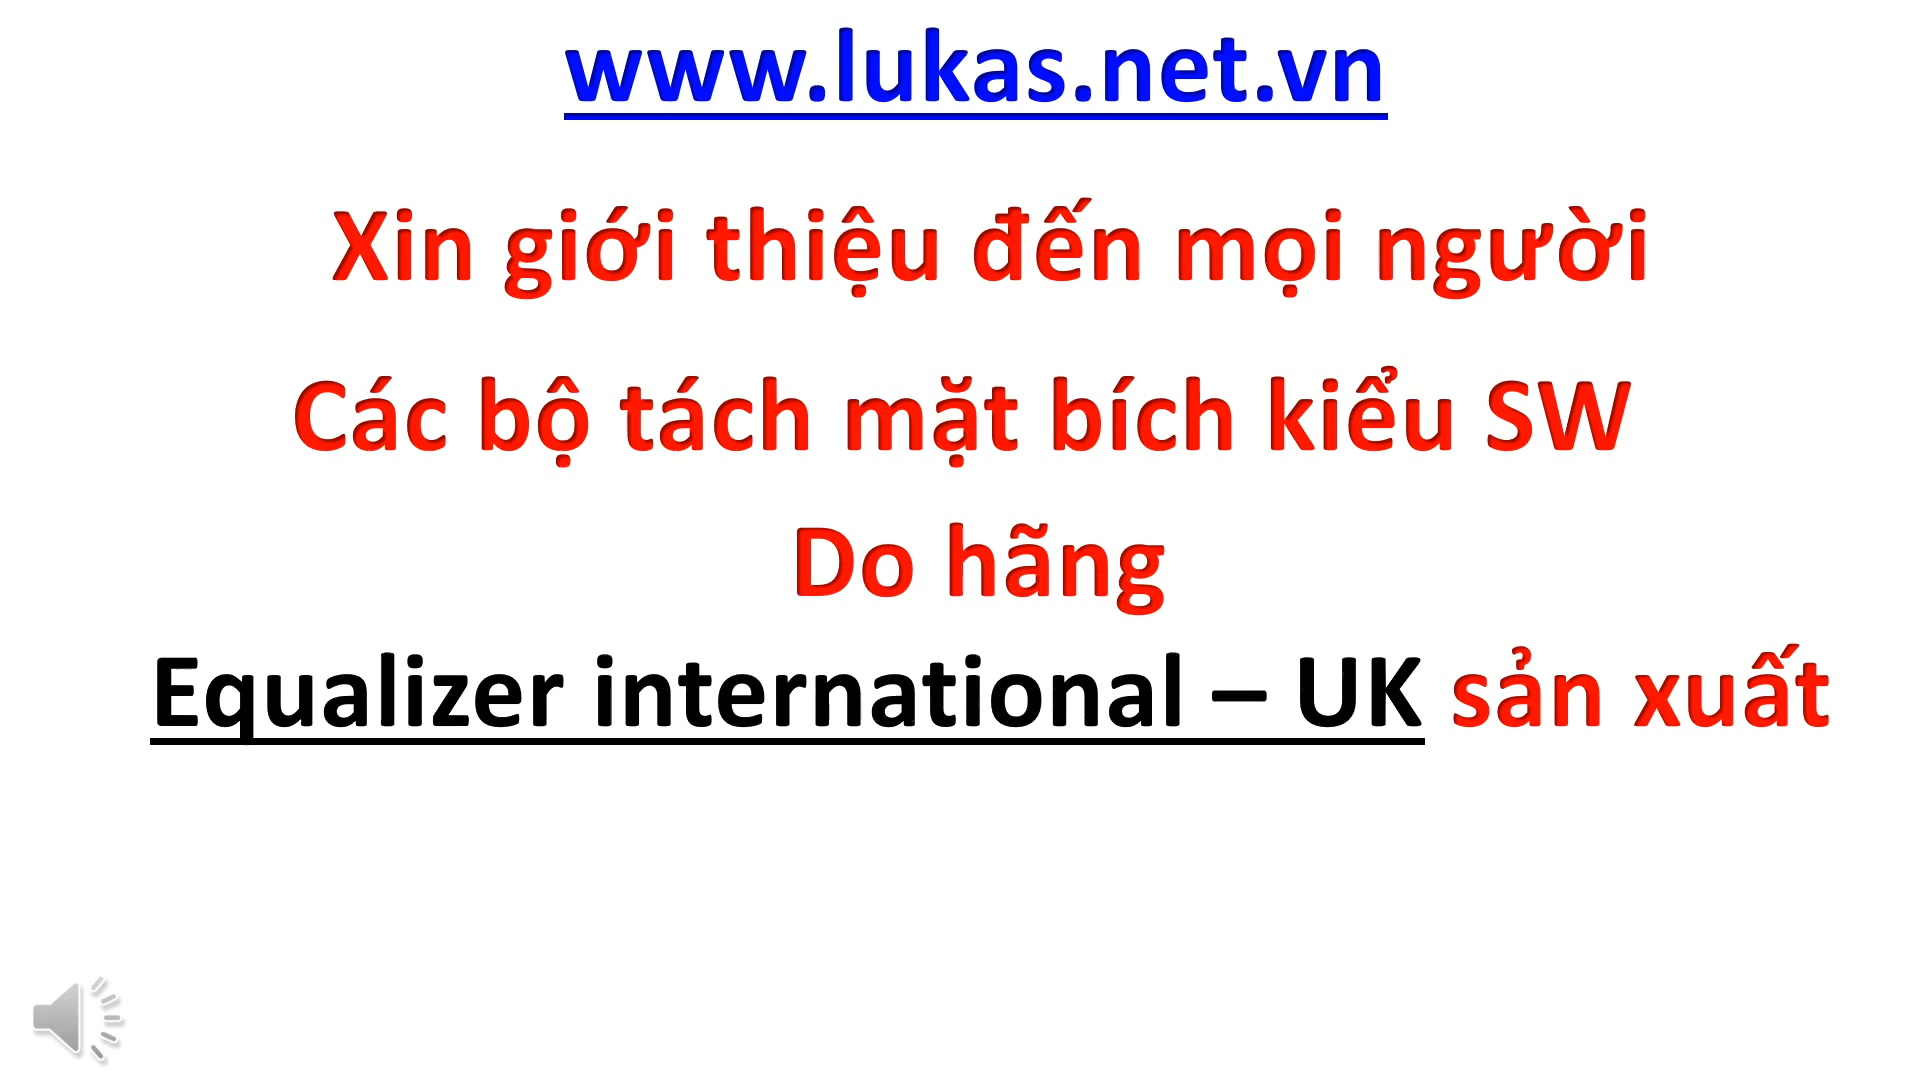 www.lukas.net.vn
Xin giới thiệu đến mọi người
Các bộ tách mặt bích kiểu SW
Do hãng
Equalizer international – UK sản xuất